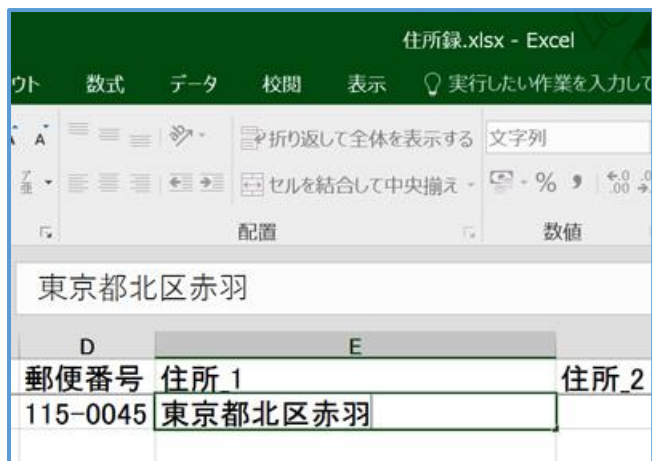 住所録.xlsx - Excel
ウト 数式 データ 校閲 表示 実行したい作業を入力して
A 折り返して全体を表示する 文字列
亜 セルを結合して中央揃え % , .00
配置 数値
東京都北区赤羽
D E
郵便番号 住所_1 住所_2
115-0045 東京都北区赤羽